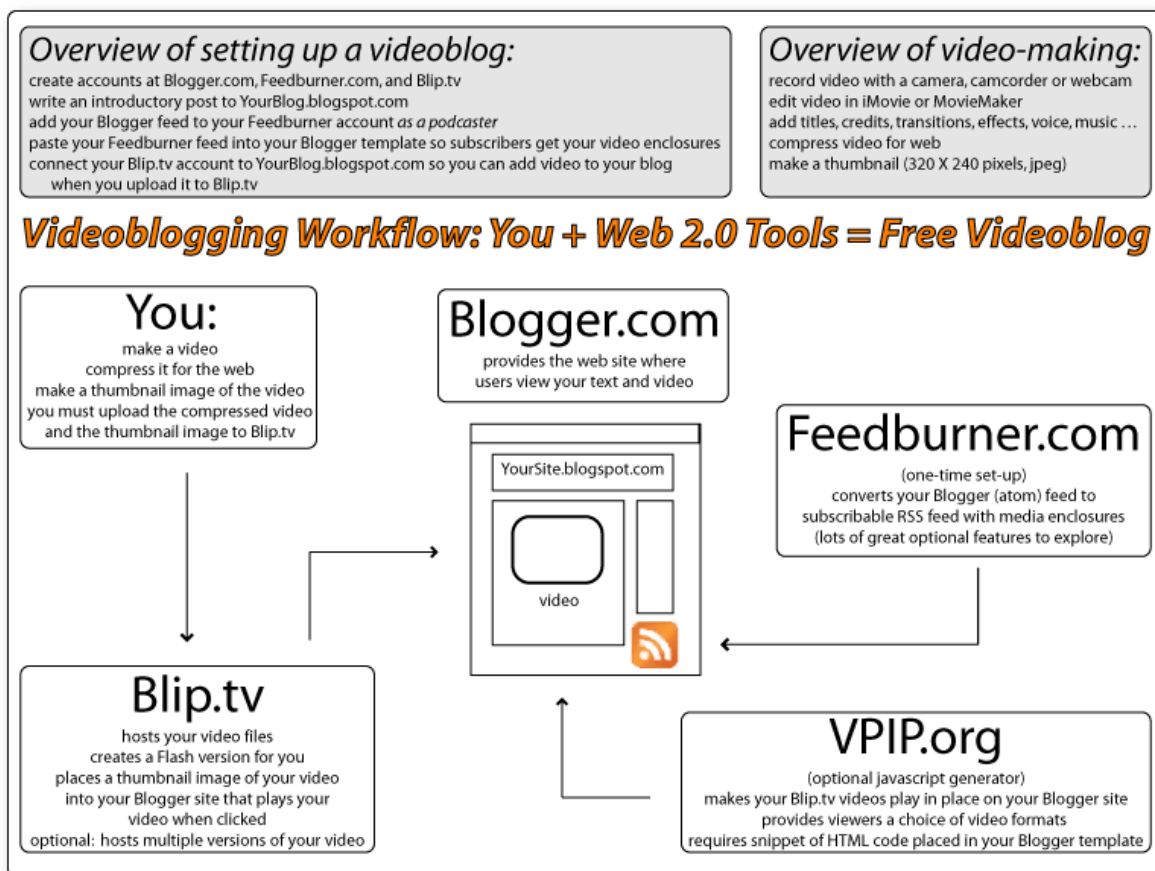 Overview of setting up a videoblog:
create accounts at Blogger.com, Feedburner.com, and Blip.tv
write an introductory post to YourBlog.blogspot.com
add your Blogger feed to your Feedburner account as a podcaster
paste your Feedburner feed into your Blogger template so subscribers get your video enclosures
connect your Blip.tv account to YourBlog.blogspot.com so you can add video to your blog
when you upload it to Blip.tv
Overview of video-making:
record video with a camera, camcorder or webcam
edit video in iMovie or MovieMaker
add titles, credits, transitions, effects, voice, music ...
compress video for web
make a thumbnail (320 X 240 pixels, jpeg)
Videoblogging Workflow: You + Web 2.0 Tools = Free Videoblog
You:
make a video
compress it for the web
make a thumbnail image of the video
you must upload the compressed video
and the thumbnail image to Blip.tv
Blogger.com
provides the web site where
users view your text and video
YourSite.blogspot.com
video
Feedburner.com
(one-time set-up)
converts your Blogger (atom) feed to
subscribable RSS feed with media enclosures
(lots of great optional features to explore)
Blip.tv
hosts your video files
creates a Flash version for you
places a thumbnail image of your video
into your Blogger site that plays your
video when clicked
optional: hosts multiple versions of your video
VPIP.org
(optional javascript generator)
makes your Blip.tv videos play in place on your Blogger site
provides viewers a choice of video formats
requires snippet of HTML code placed in your Blogger template